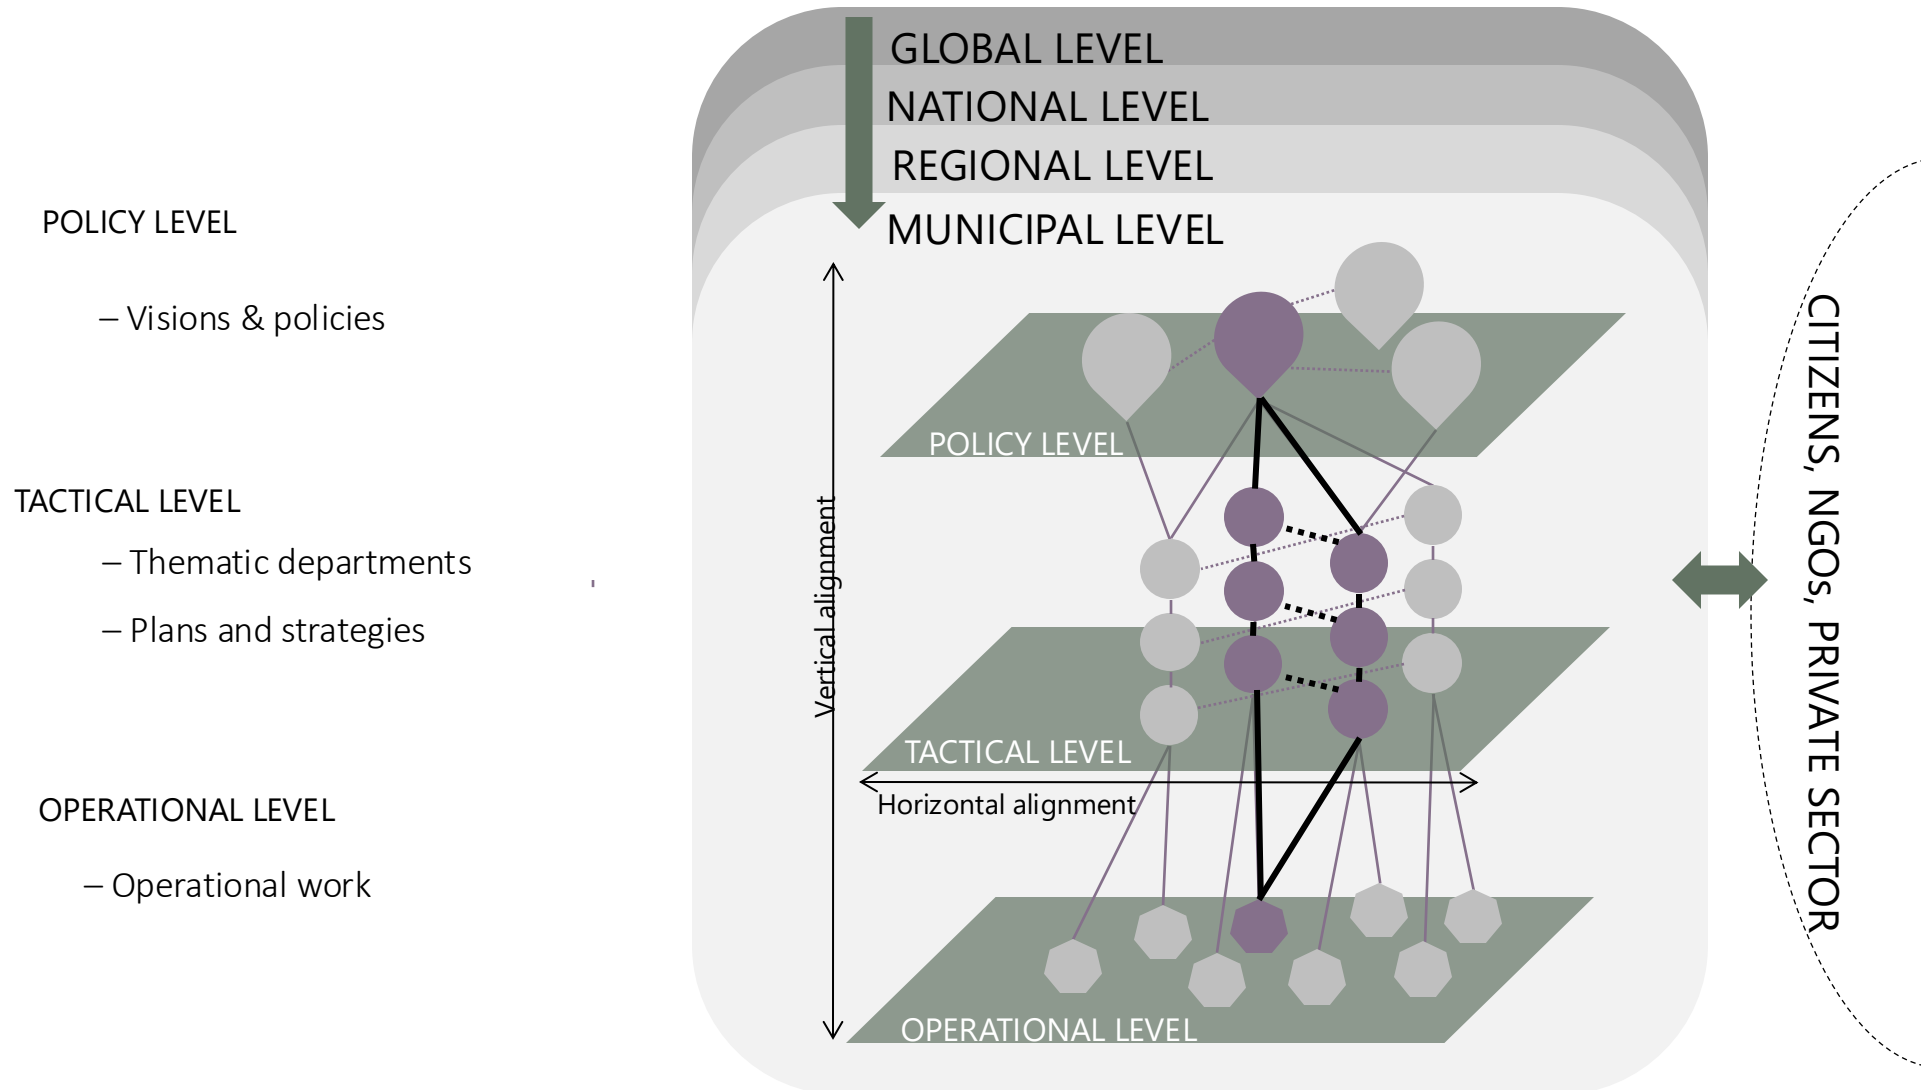 GLOBAL LEVEL
NATIONAL LEVEL
REGIONAL LEVEL
MUNICIPAL LEVEL
POLICY LEVEL
– Visions & policies
TACTICAL LEVEL
– Thematic departments
– Plans and strategies
OPERATIONAL LEVEL
– Operational work
Vertical alignment
POLICY LEVEL
TACTICAL LEVEL
Horizontal alignment
OPERATIONAL LEVEL
CITIZENS, NGOs, PRIVATE SECTOR